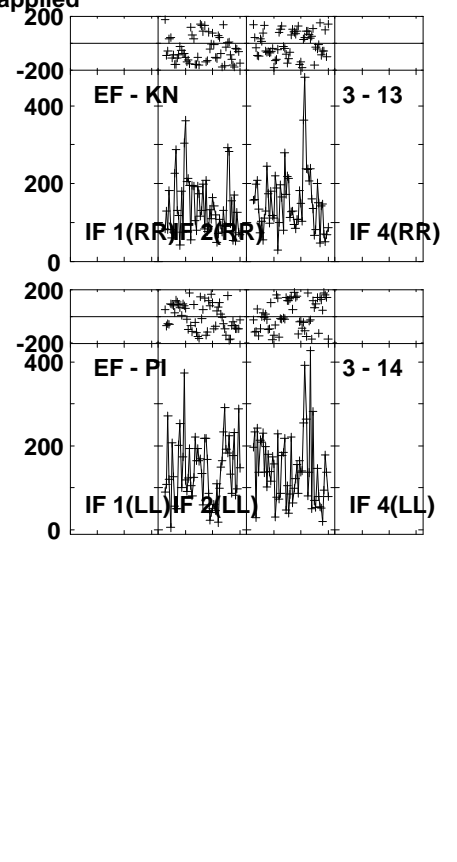 applied
200
-200
EF - KN 3 - 13
400
200
IF 1(RR) IF 2(RR) IF 4(RR)
0
200
-200
400
EF - PI 3 - 14
200
IF 1(LL) IF 2(LL) IF 4(LL)
0